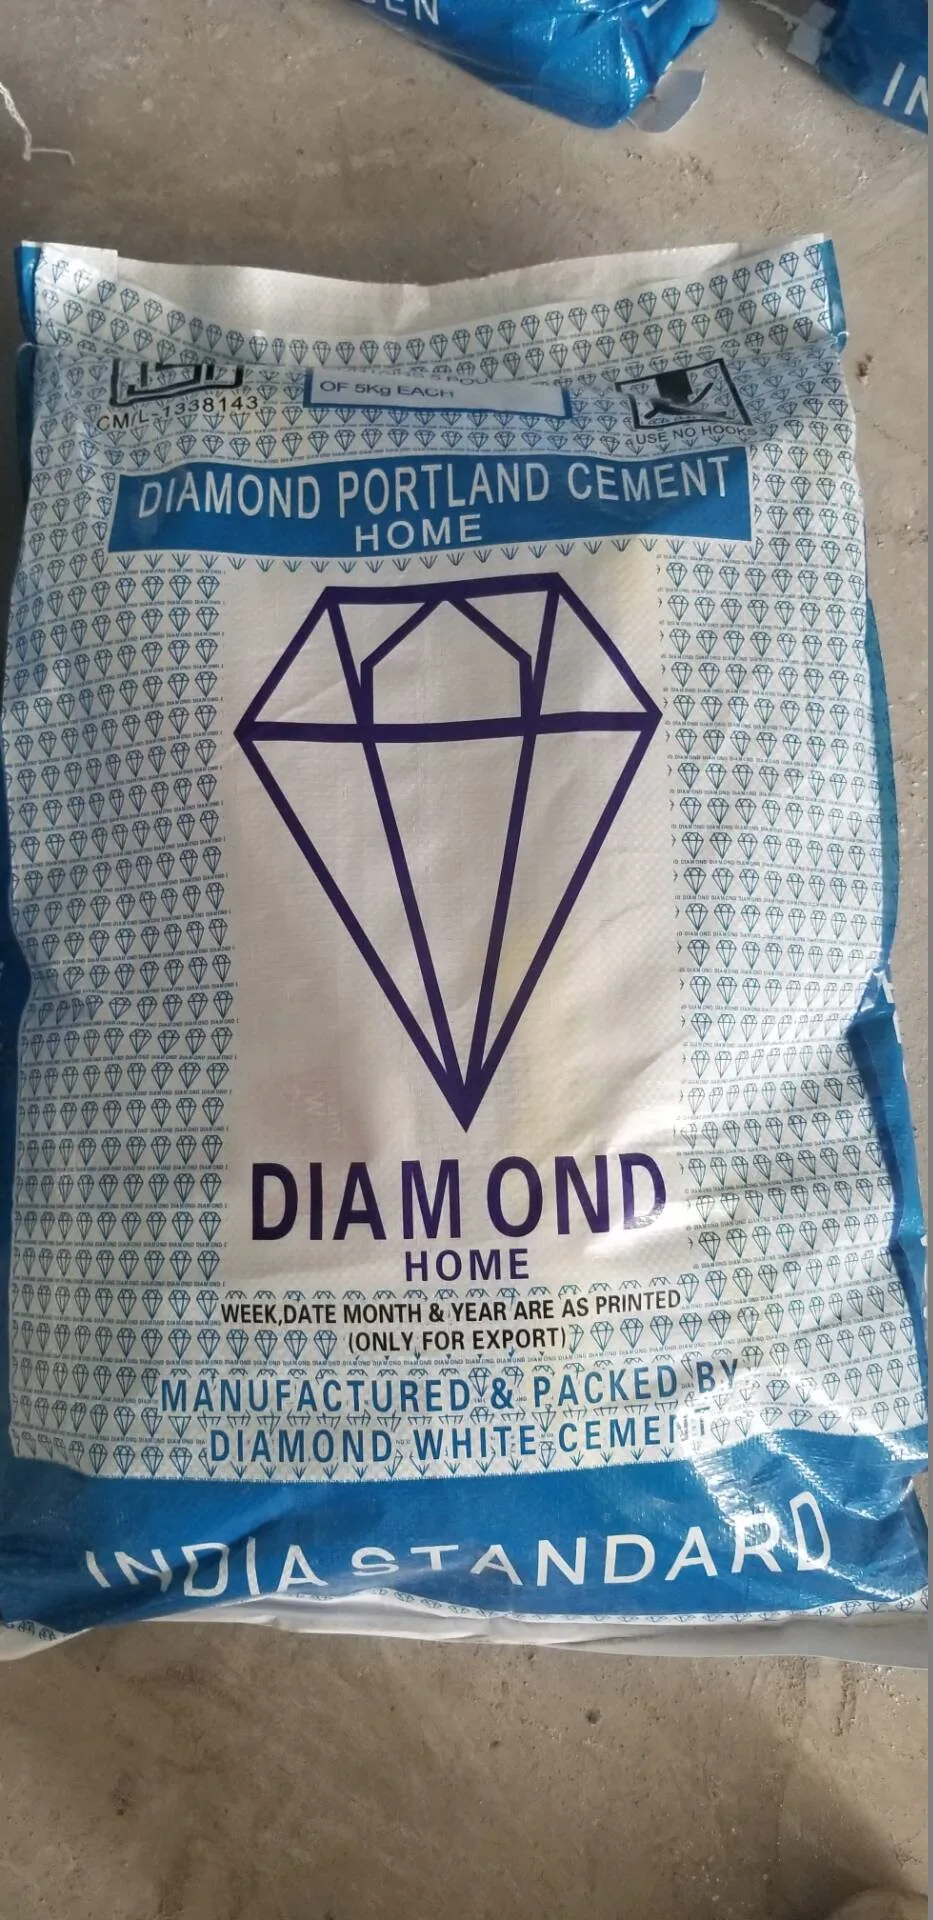 CM/L-1338143
OF 5Kg EACH
USE NO HOOKS
DIAMOND PORTLAND CEMENT
HOME
DIAMOND
HOME
WEEK,DATE MONTH & YEAR ARE AS PRINTED
(ONLY FOR EXPORT)
MANUFACTURED & PACKED BY
DIAMOND WHITE CEMENT
INDIA STANDARD